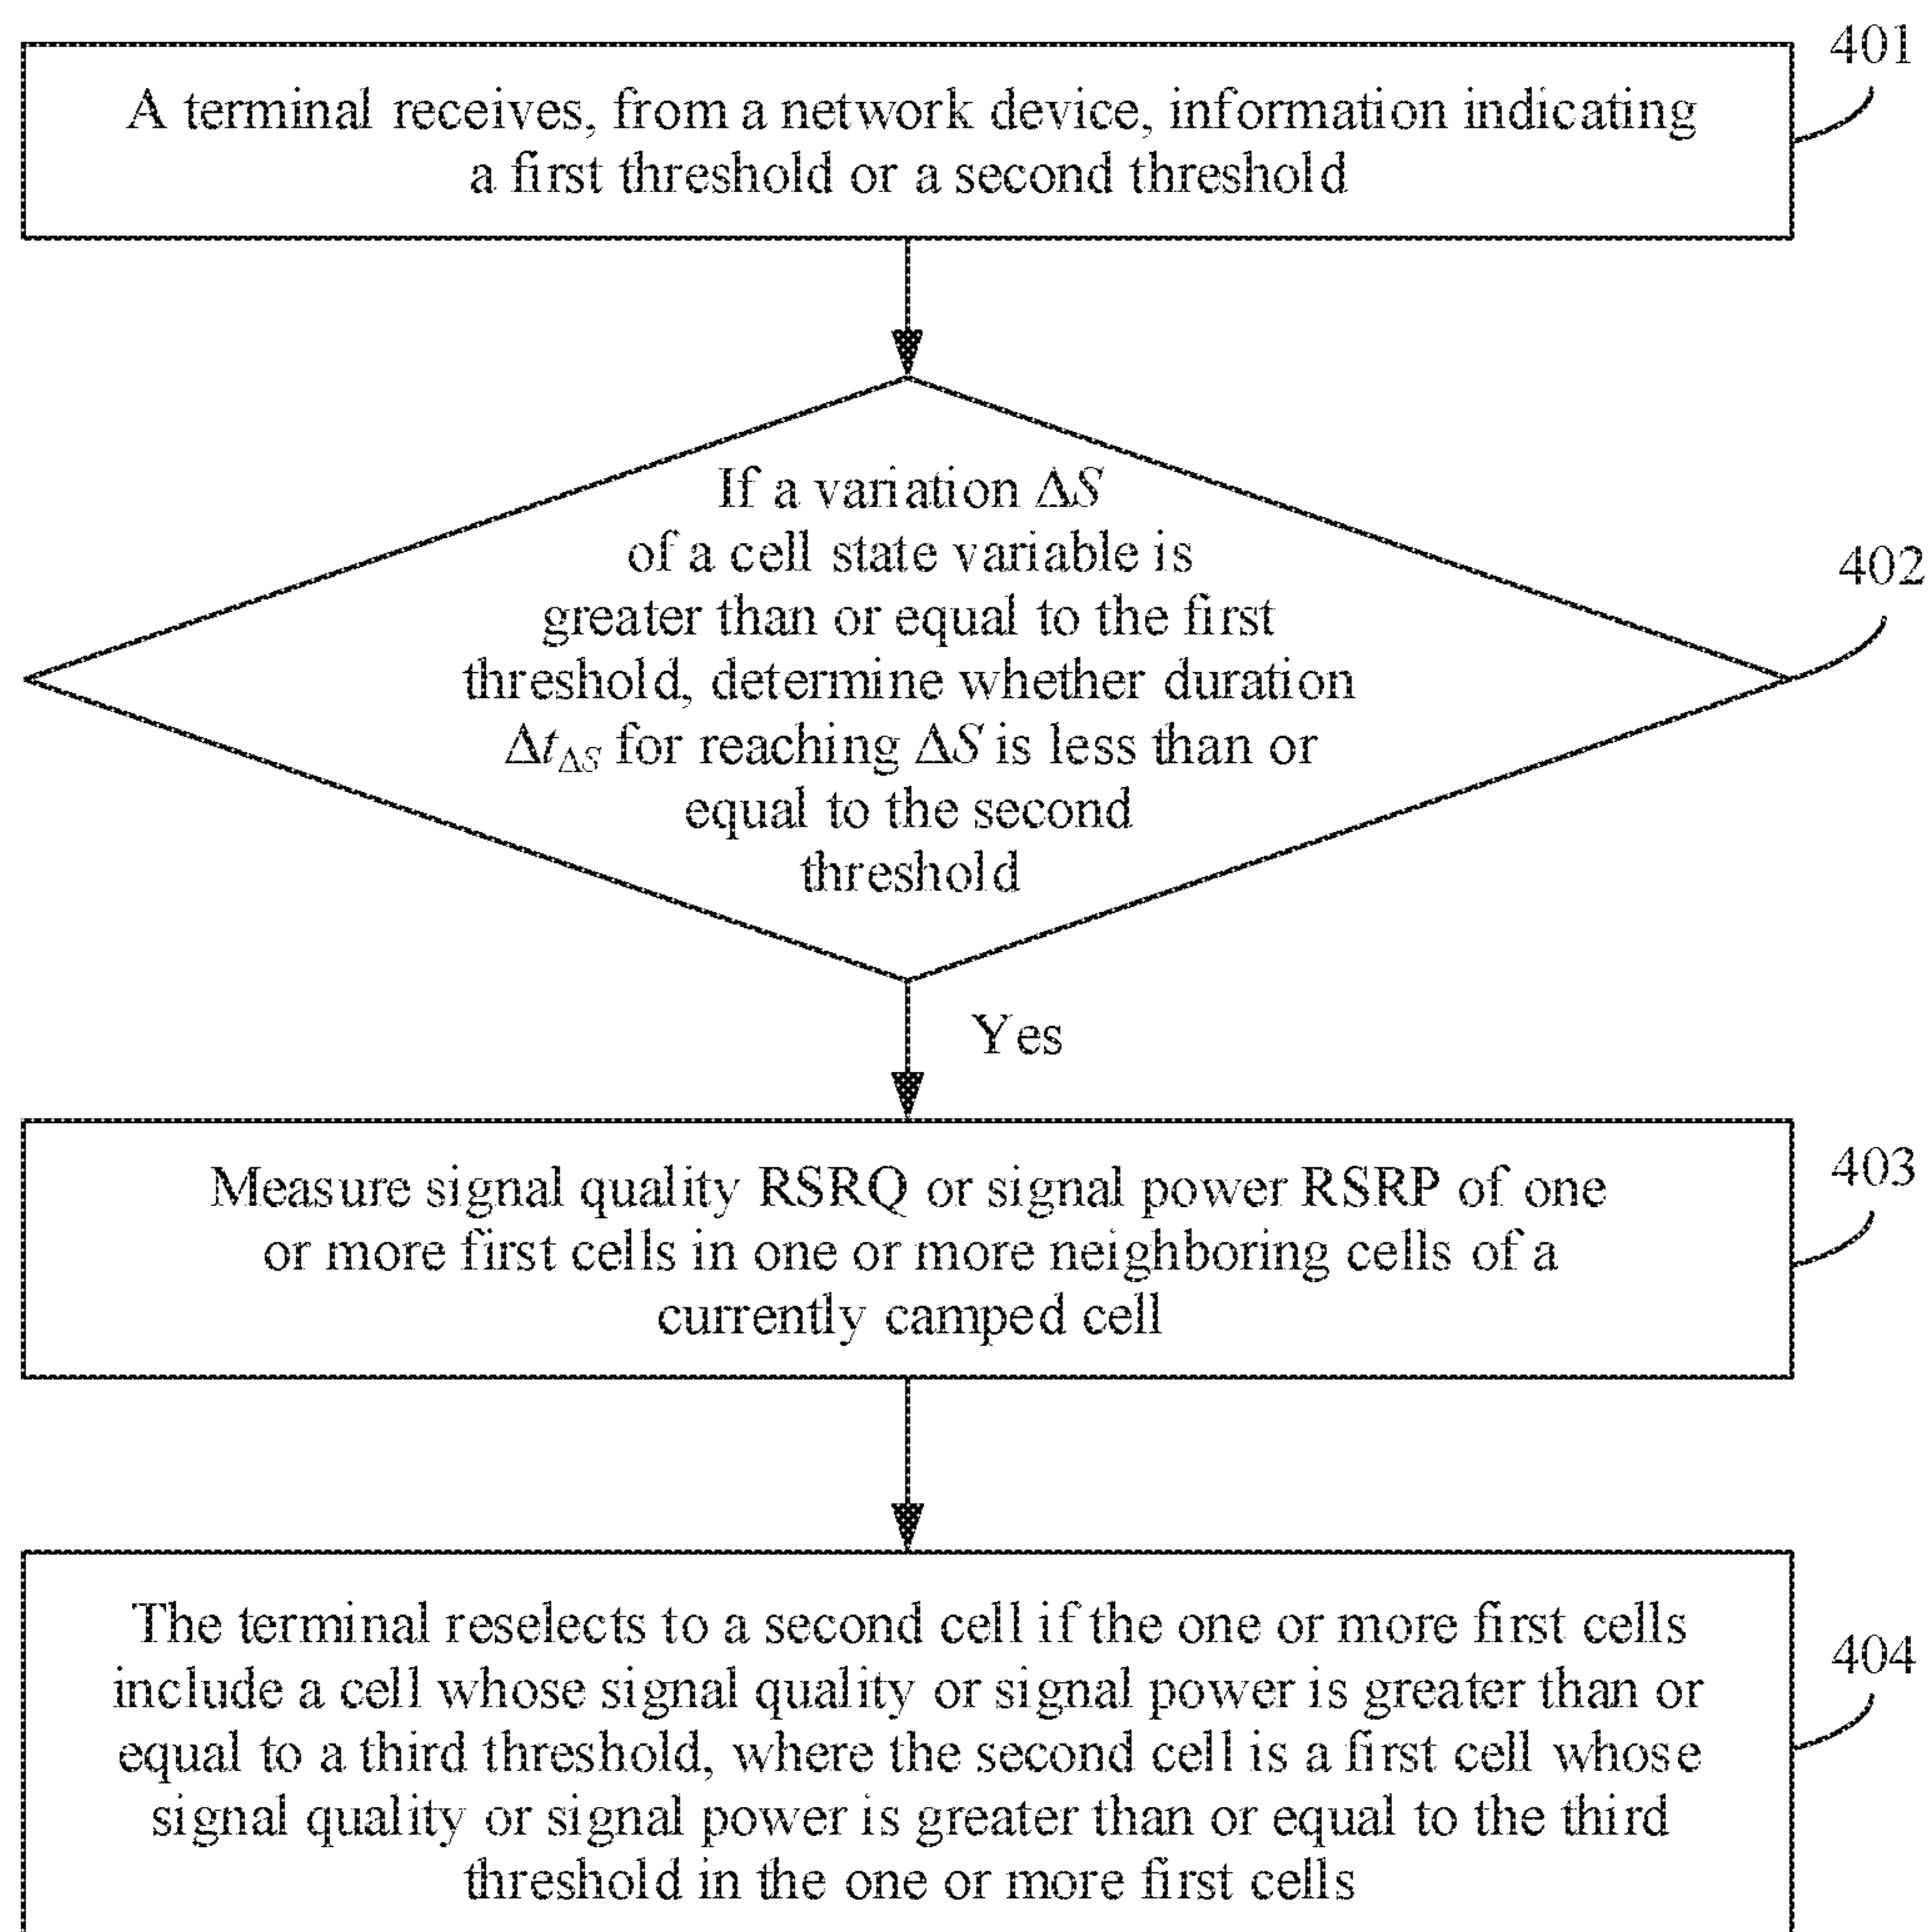 401
A terminal receives, from a network device, information indicating
a first threshold or a second threshold
If a variation ΔS
of a cell state variable is
greater than or equal to the first
threshold, determine whether duration
Δt_ΔS for reaching ΔS is less than or
equal to the second
threshold
402
Yes
Measure signal quality RSRQ or signal power RSRP of one
or more first cells in one or more neighboring cells of a
currently camped cell
403
The terminal reselects to a second cell if the one or more first cells
include a cell whose signal quality or signal power is greater than or
equal to a third threshold, where the second cell is a first cell whose
signal quality or signal power is greater than or equal to the third
threshold in the one or more first cells
404